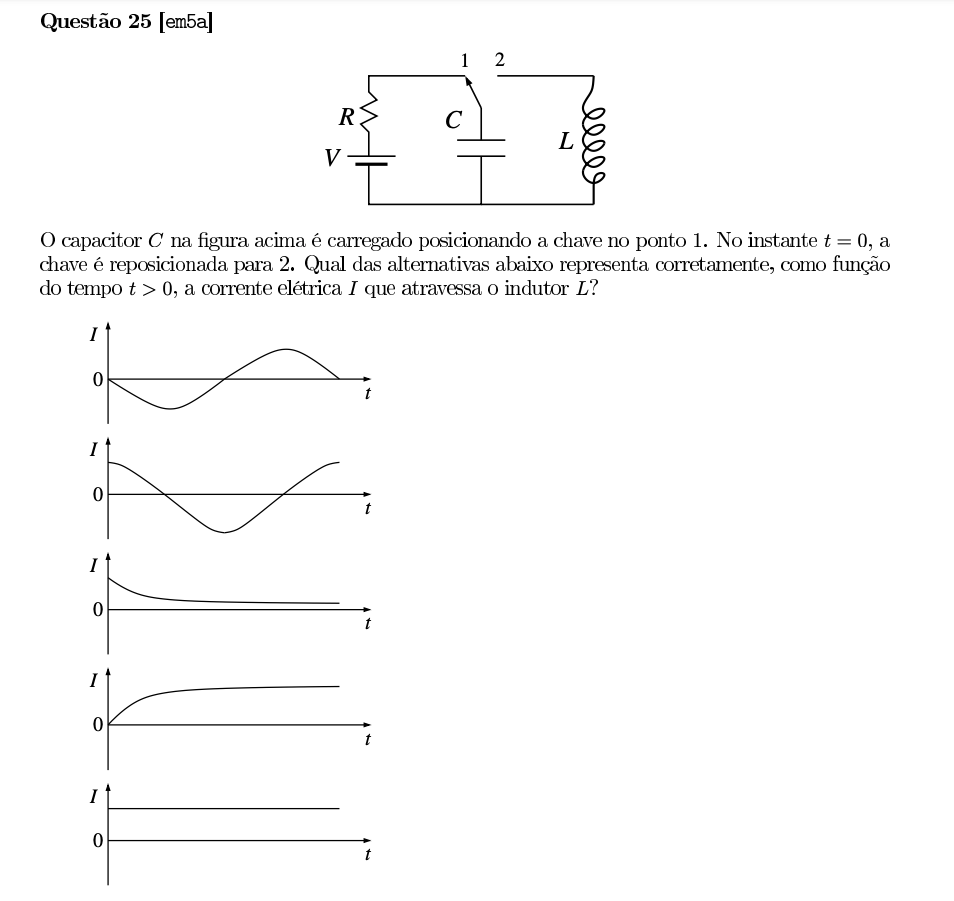 Questão 25 [em5a]
1 2
R
C
L
V
O capacitor C na figura acima é carregado posicionando a chave no ponto 1. No instante t = 0, a
chave é reposicionada para 2. Qual das alternativas abaixo representa corretamente, como função
do tempo t > 0, a corrente elétrica I que atravessa o indutor L?
I
0
t
I
0
t
I
0
t
I
0
t
I
0
t